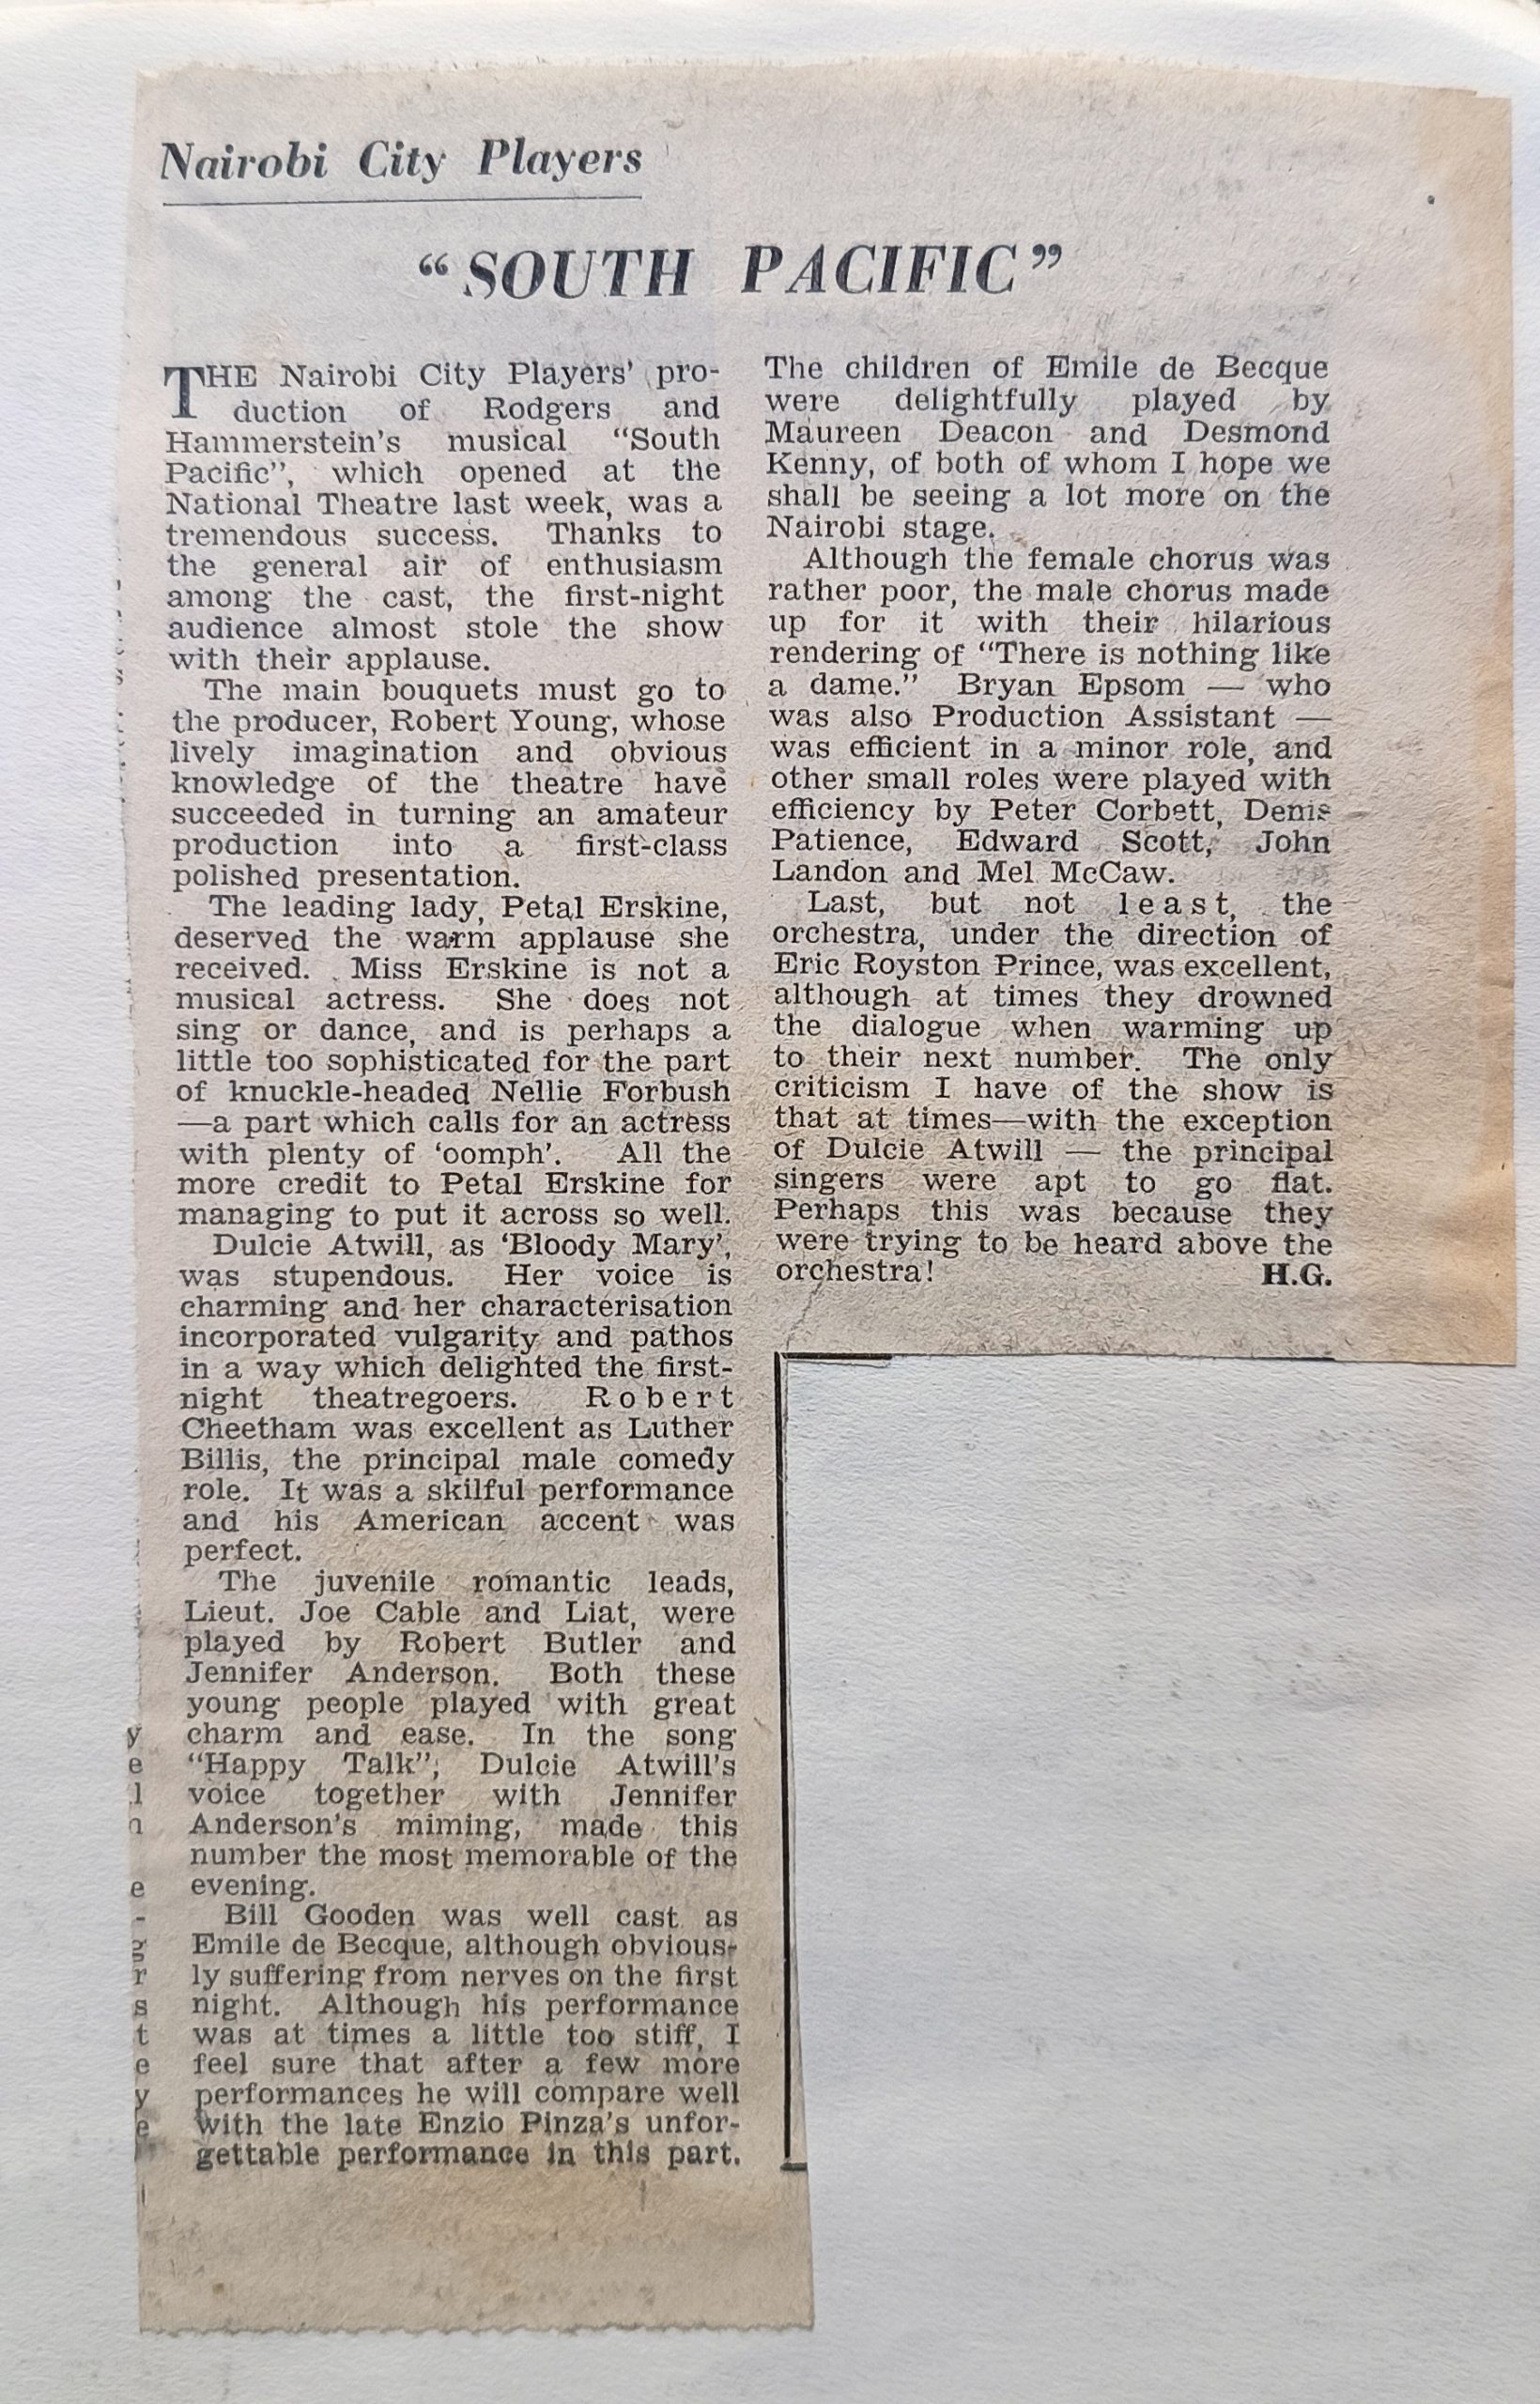 Nairobi City Players
“SOUTH PACIFIC”
THE Nairobi City Players’ pro-
duction of Rodgers and
Hammerstein’s musical “South
Pacific”, which opened at the
National Theatre last week, was a
tremendous success. Thanks to
the general air of enthusiasm
among the cast, the first-night
audience almost stole the show
with their applause.
The main bouquets must go to
the producer, Robert Young, whose
lively imagination and obvious
knowledge of the theatre have
succeeded in turning an amateur
production into a first-class
polished presentation.
The leading lady, Petal Erskine,
deserved the warm applause she
received. Miss Erskine is not a
musical actress. She does not
sing or dance, and is perhaps a
little too sophisticated for the part
of knuckle-headed Nellie Forbush
—a part which calls for an actress
with plenty of ‘oomph’. All the
more credit to Petal Erskine for
managing to put it across so well.
Dulcie Atwill, as ‘Bloody Mary’,
was stupendous. Her voice is
charming and her characterisation
incorporated vulgarity and pathos
in a way which delighted the first-
night theatregoers. Robert
Cheetham was excellent as Luther
Billis, the principal male comedy
role. It was a skilful performance
and his American accent was
perfect.
The juvenile romantic leads,
Lieut. Joe Cable and Liat, were
played by Robert Butler and
Jennifer Anderson. Both these
young people played with great
charm and ease. In the song
“Happy Talk”, Dulcie Atwill’s
voice together with Jennifer
Anderson’s miming, made this
number the most memorable of the
evening.
Bill Gooden was well cast as
Emile de Becque, although obvious-
ly suffering from nerves on the first
night. Although his performance
was at times a little too stiff, I
feel sure that after a few more
performances he will compare well
with the late Enzio Pinza’s unfor-
gettable performance in this part.
The children of Emile de Becque
were delightfully played by
Maureen Deacon and Desmond
Kenny, of both of whom I hope we
shall be seeing a lot more on the
Nairobi stage.
Although the female chorus was
rather poor, the male chorus made
up for it with their hilarious
rendering of “There is nothing like
a dame.” Bryan Epsom — who
was also Production Assistant —
was efficient in a minor role, and
other small roles were played with
efficiency by Peter Corbett, Denis
Patience, Edward Scott, John
Landon and Mel McCaw.
Last, but not least, the
orchestra, under the direction of
Eric Royston Prince, was excellent,
although at times they drowned
the dialogue when warming up
to their next number. The only
criticism I have of the show is
that at times—with the exception
of Dulcie Atwill — the principal
singers were apt to go flat.
Perhaps this was because they
were trying to be heard above the
orchestra! H.G.